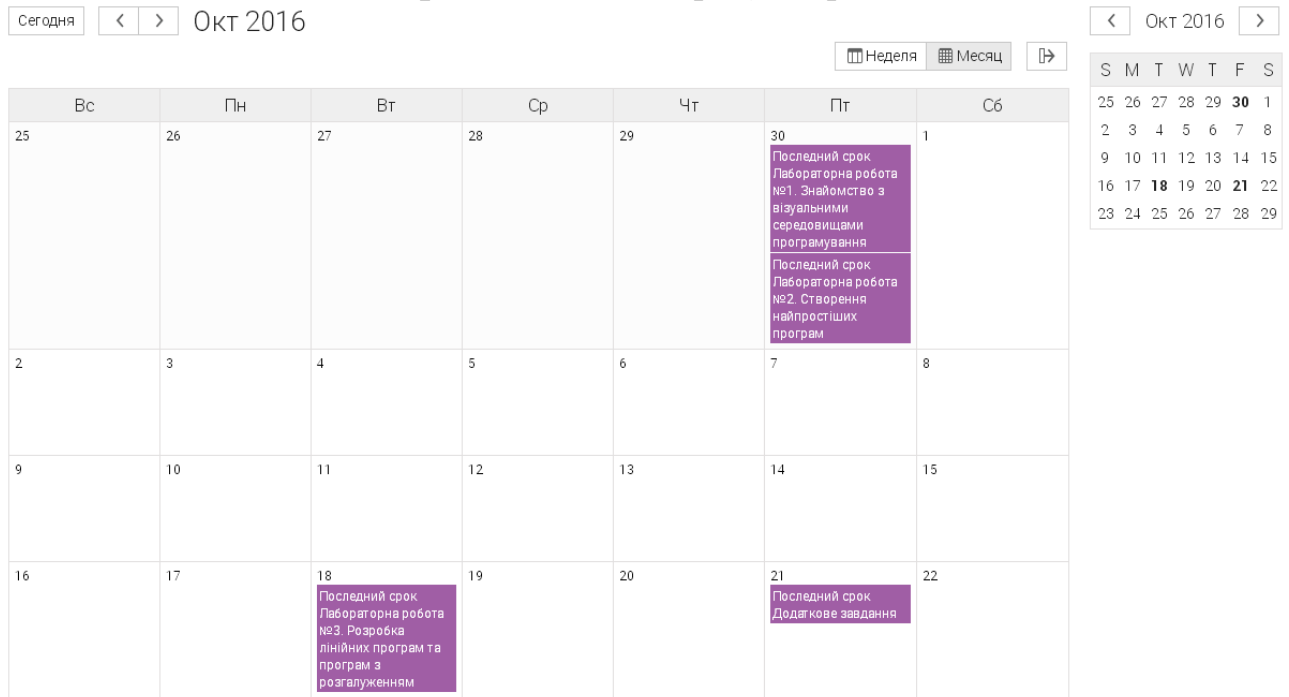 Сегодня
Окт 2016
Неделя
Месяц
Вс Пн Вт Ср Чт Пт Сб
25 26 27 28 29 30 1
Последний срок
Лабораторна робота
№1. Знайомство з
візуальними
середовищами
програмування
Последний срок
Лабораторна робота
№2. Створення
найпростіших
програм
2 3 4 5 6 7 8
9 10 11 12 13 14 15
16 17 18 19 20 21 22
Последний срок
Лабораторна робота
№3. Розробка
лінійних програм та
програм з
розгалуженням
Последний срок
Додаткове завдання
Окт 2016
S M T W T F S
25 26 27 28 29 30 1
2 3 4 5 6 7 8
9 10 11 12 13 14 15
16 17 18 19 20 21 22
23 24 25 26 27 28 29